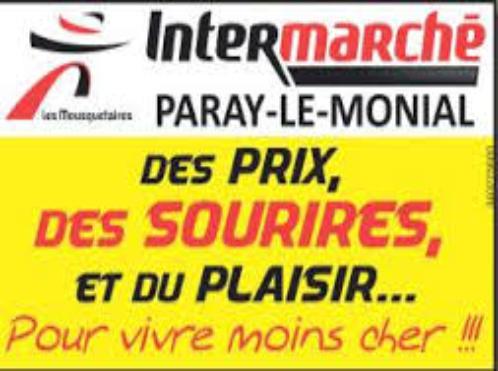 Intermarché
les Mousquetaires
PARAY-LE-MONIAL
DES PRIX,
DES SOURIRES,
ET DU PLAISIR...
Pour vivre moins cher !!!